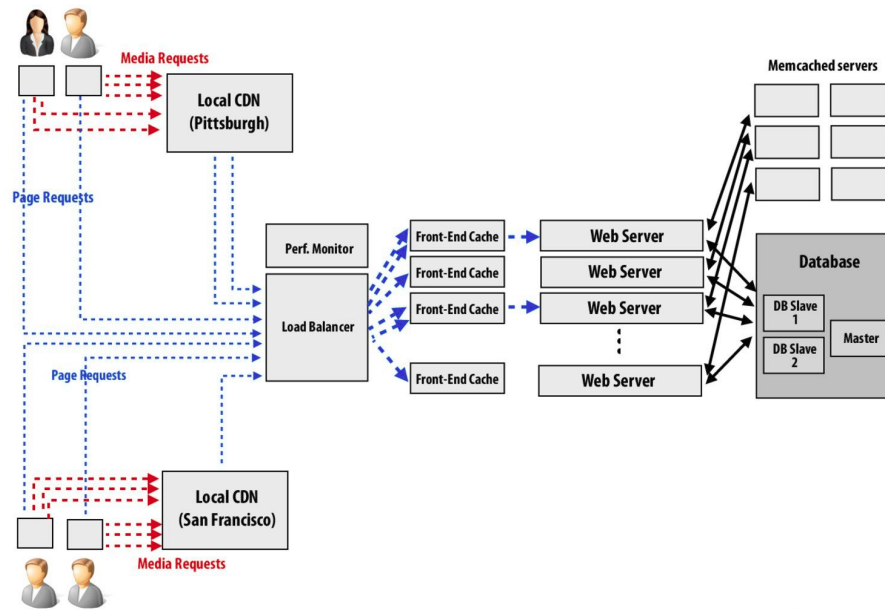 Media Requests
Local CDN
(Pittsburgh)
Memcached servers
Page Requests
Perf. Monitor
Load Balancer
Front-End Cache
Web Server
Front-End Cache
Web Server
Front-End Cache
Web Server
Front-End Cache
Web Server
Database
DB Slave
1
DB Slave
2
Master
Page Requests
Local CDN
(San Francisco)
Media Requests